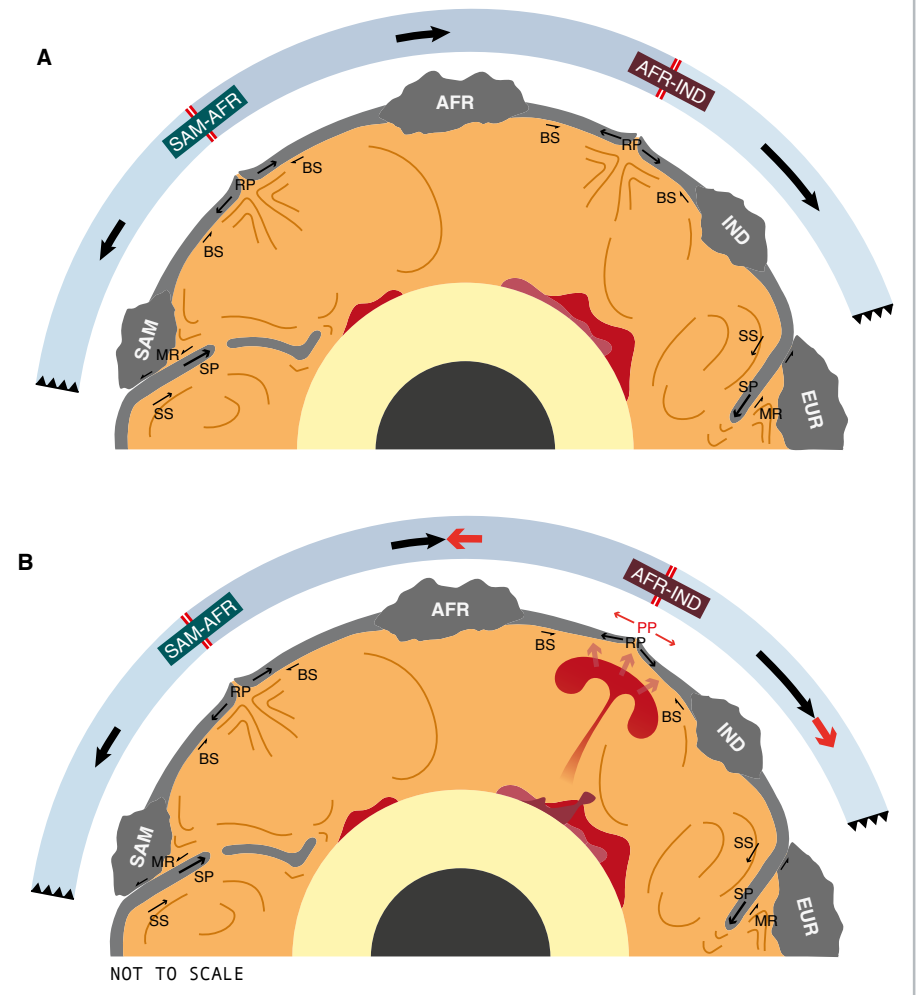 A
AFR
AFR-IND
SAM-AFR
BS
RP
BS
RP
BS
BS
IND
SAM
MR
SP
SS
SS
SP
MR
EUR
B
AFR
AFR-IND
SAM-AFR
PP
BS
RP
BS
RP
BS
BS
IND
SAM
MR
SP
SS
SS
SP
MR
EUR
NOT TO SCALE